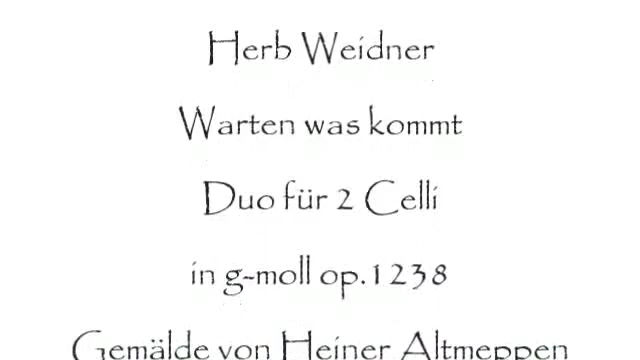 Herb Weidner
Warten was kommt
Duo für 2 Celli
in g-moll op.1238
Gemälde von Heiner Altmeppen